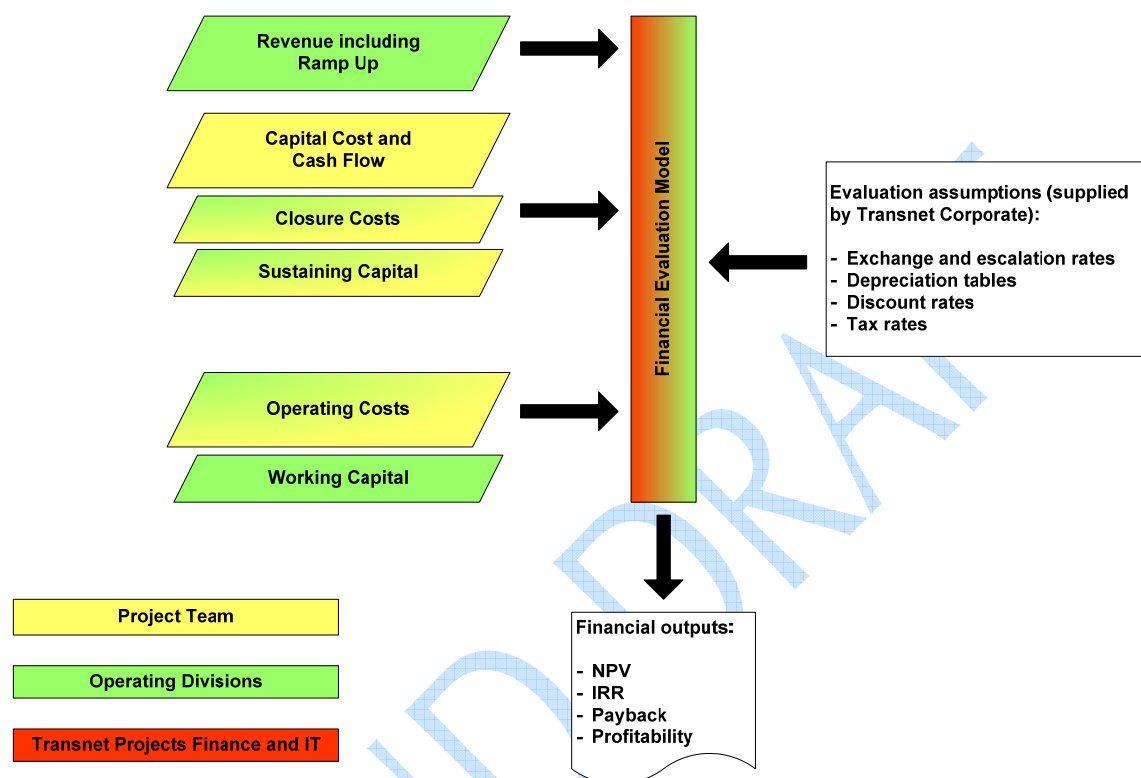 Revenue including
Ramp Up
Capital Cost and
Cash Flow
Closure Costs
Sustaining Capital
Operating Costs
Working Capital
Financial Evaluation Model
Evaluation assumptions (supplied
by Transnet Corporate):
- Exchange and escalation rates
- Depreciation tables
- Discount rates
- Tax rates
Project Team
Operating Divisions
Transnet Projects Finance and IT
Financial outputs:
- NPV
- IRR
- Payback
- Profitability